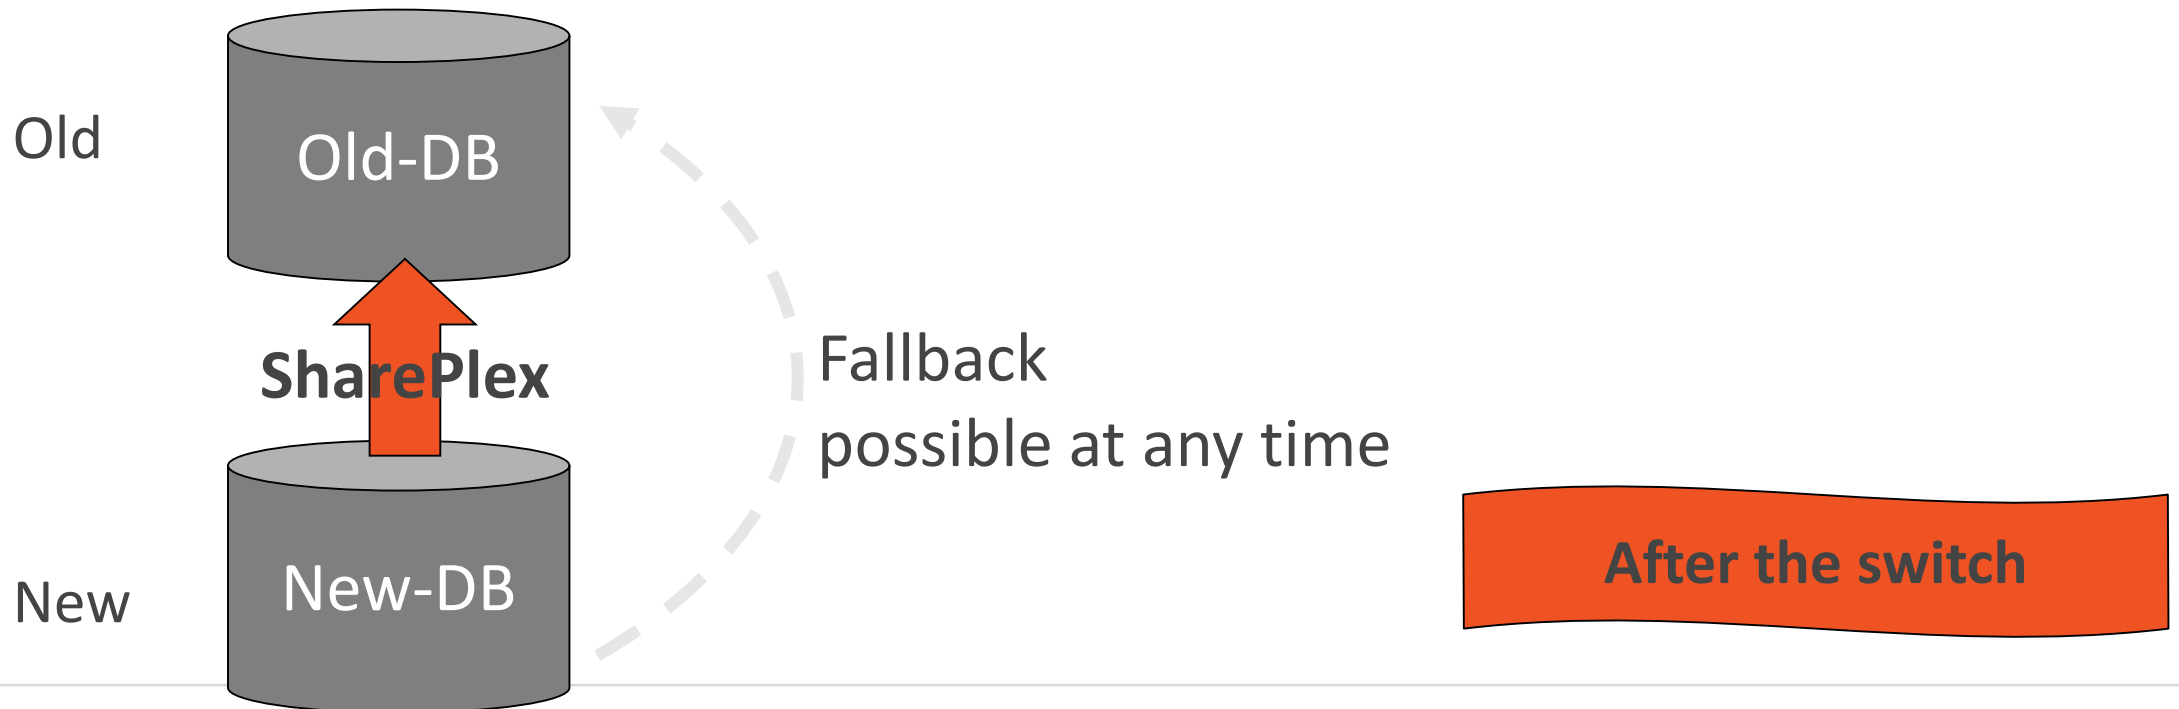 Old
Old-DB
SharePlex
Fallback
possible at any time
After the switch
New
New-DB